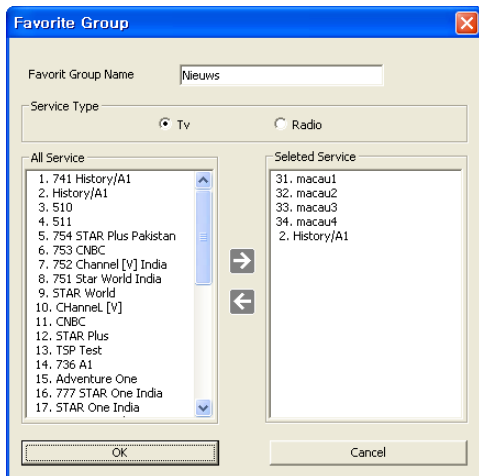 Favorite Group
Favorit Group Name
Nieuws
Service Type
Tv
Radio
All Service
1. 741 History/A1
2. History/A1
3. 510
4. 511
5. 754 STAR Plus Pakistan
6. 753 CNBC
7. 752 Channel [V] India
8. 751 Star World India
9. STAR World
10. CHanneL [V]
11. CNBC
12. STAR Plus
13. TSP Test
14. 736 A1
15. Adventure One
16. 777 STAR One India
17. STAR One India
Seleted Service
31. macau1
32. macau2
33. macau3
34. macau4
2. History/A1
OK
Cancel